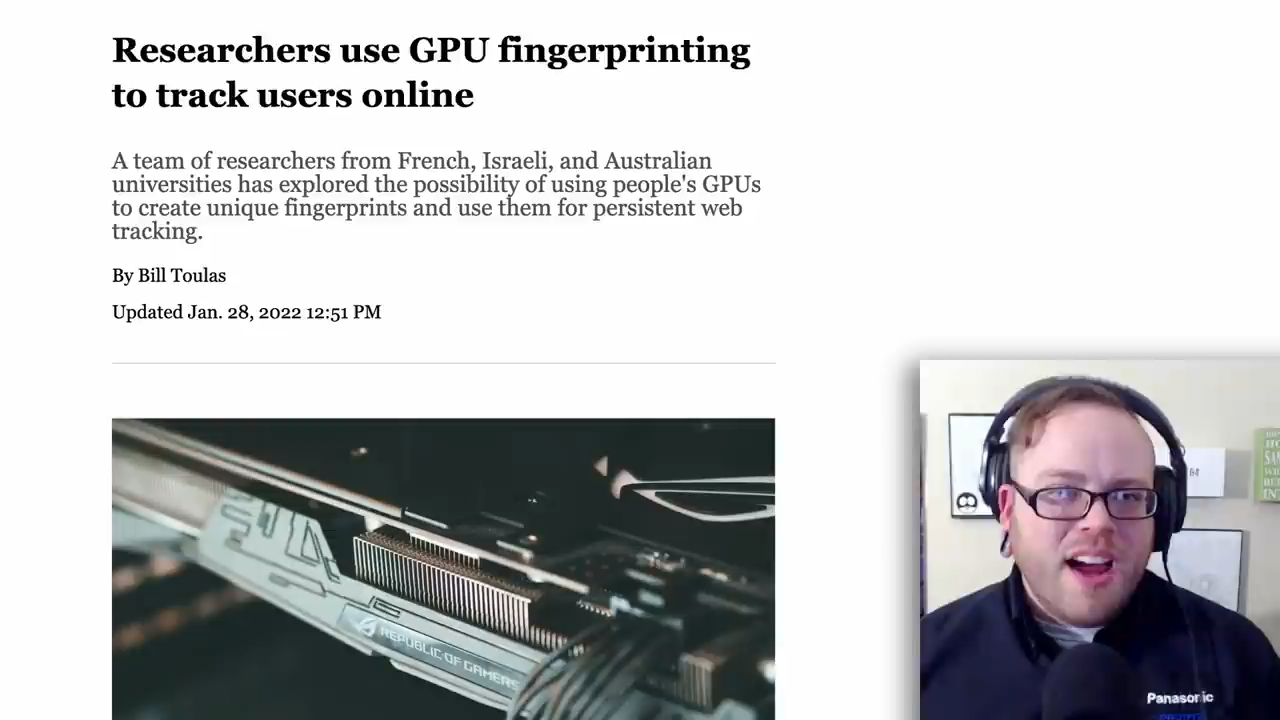 Researchers use GPU fingerprinting
to track users online
A team of researchers from French, Israeli, and Australian
universities has explored the possibility of using people's GPUs
to create unique fingerprints and use them for persistent web
tracking.
By Bill Toulas
Updated Jan. 28, 2022 12:51 PM
REPUBLIC OF GAMERS
Panasonic